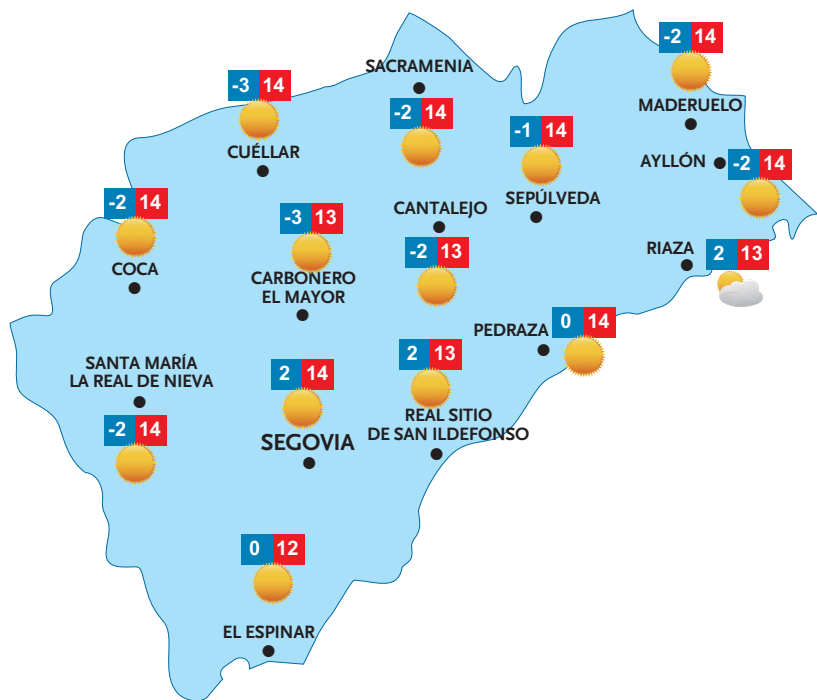 -2 14
MADERUELO
SACRAMENIA
-2 14
-3 14
CUÉLLAR
-1 14
SEPÚLVEDA
AYLLÓN
-2 14
-2 14
COCA
-3 13
CARBONERO
EL MAYOR
CANTALEJO
-2 13
RIAZA
2 13
PEDRAZA
0 14
SANTA MARÍA
LA REAL DE NIEVA
-2 14
2 14
SEGOVIA
2 13
REAL SITIO
DE SAN ILDEFONSO
0 12
EL ESPINAR